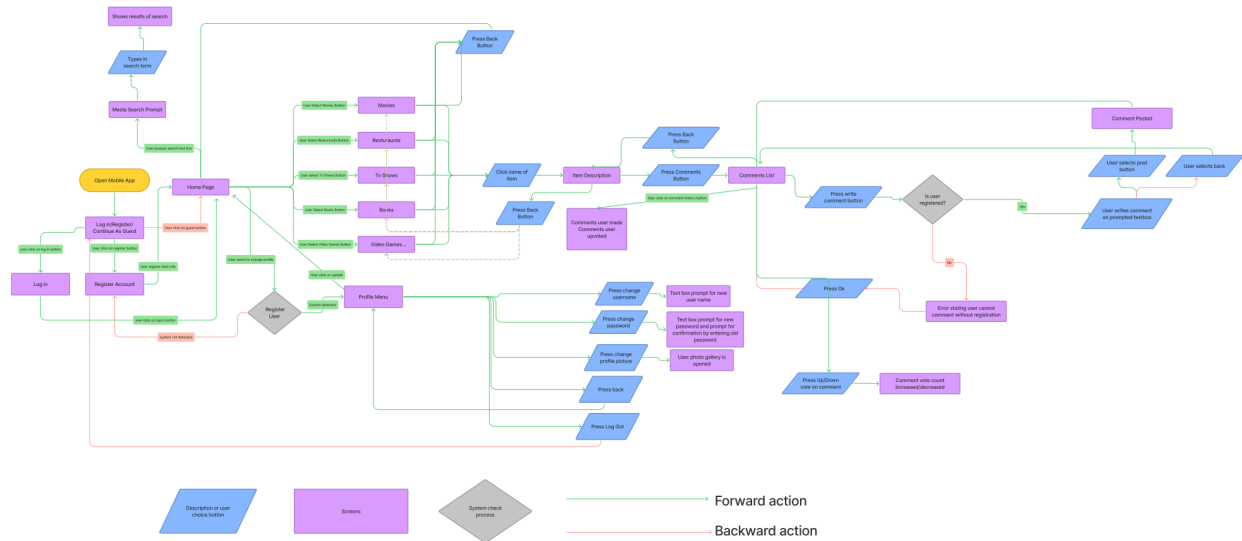 Shows results of search
Types in
search term
Media Search Prompt
User pressed search text box
Open Mobile App
Log in/Register/
Continue As Guest
User click on guest button
user click on log in button
User click on register button
user register form info
Log in
Register Account
user click on log in button
system not detected
Home Page
User select to change profile
Register
User
System detected
User click on update
Profile Menu
User Select Movies Button
User Select Restaurants Button
User select TV Shows Button
User Select Books Button
User Select Video Games Button
Movies
Resturaunts
Tv Shows
Books
Video Games...
Press Back
Button
Click name of
item
Press Back
Button
Item Description
Press Back
Button
Press Comments
Button
Comments List
User click on comment history button
Comments user made
Comments user
upvoted
Press write
comment button
Is user
registered?
Yes
No
User writes comment
on prompted textbox
User selects post
button
User selects back
Comment Posted
Error stating user cannot
comment without registration
Press Ok
Press Up/Down
vote on comment
Comment vote count
Increased/decreased
Press change
username
Text box prompt for new
user name
Press change
password
Text box prompt for new
password and prompt for
confirmation by entering old
password
Press change
profile picture
User photo gallery is
opened
Press back
Press Log Out
Description or user
choice button
Screens
System check
process
Forward action
Backward action